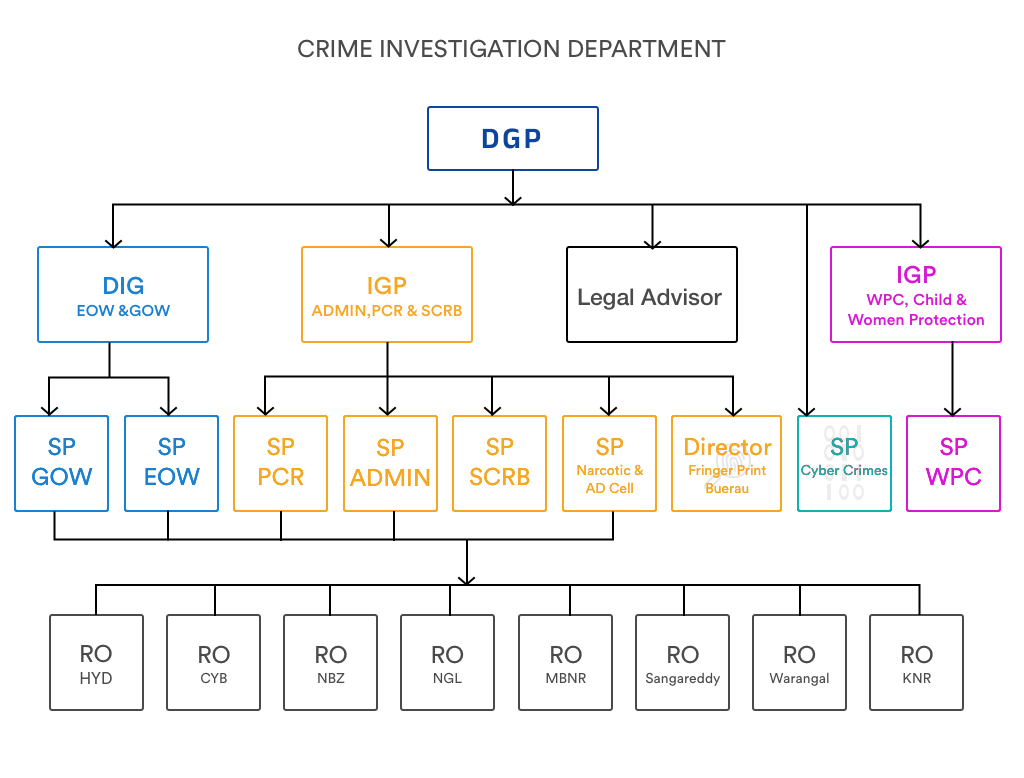 CRIME INVESTIGATION DEPARTMENT
DGP
DIG
EOW &GOW
IGP
ADMIN,PCR & SCRB
Legal Advisor
IGP
WPC, Child &
Women Protection
SP
GOW
SP
EOW
SP
PCR
SP
ADMIN
SP
SCRB
SP
Narcotic &
AD Cell
Director
Fringer Print
Buerau
SP
Cyber Crimes
SP
WPC
RO
HYD
RO
CYB
RO
NBZ
RO
NGL
RO
MBNR
RO
Sangareddy
RO
Warangal
RO
KNR